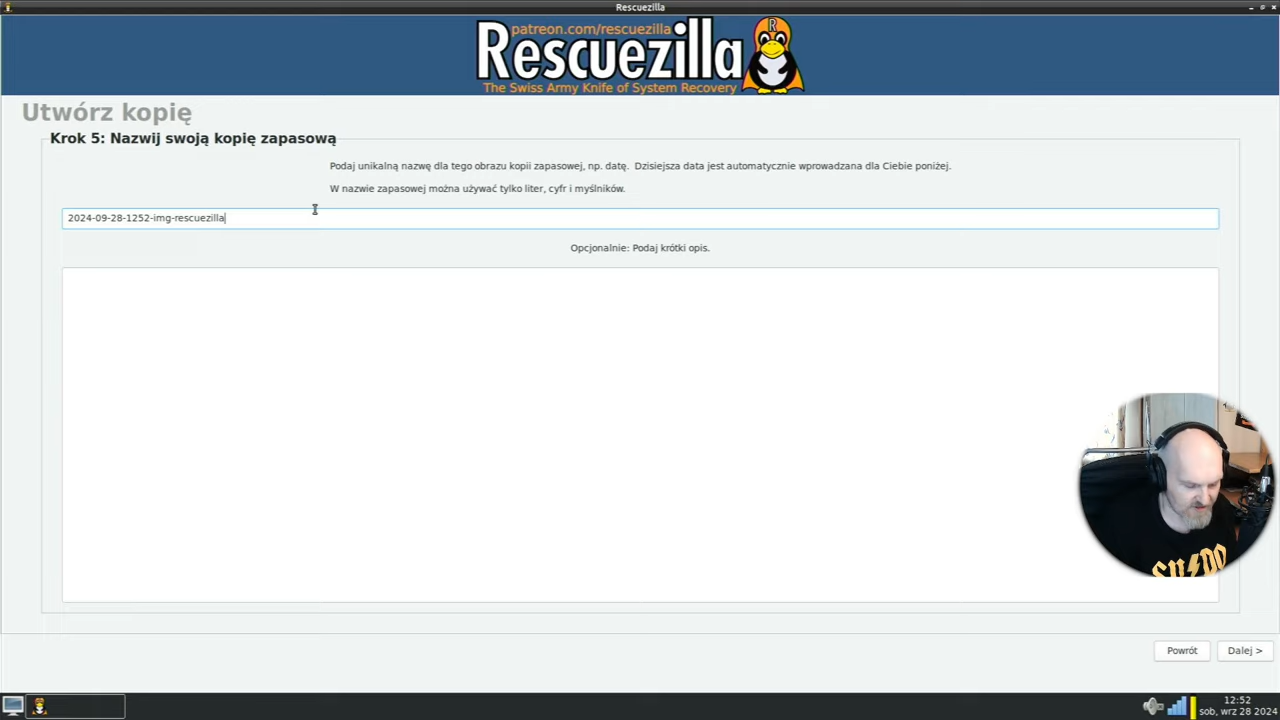 Rescuezilla
patreon.com/rescuezilla
R
Rescuezilla
The Swiss Army Knife of System Recovery
Utwórz kopię
Krok 5: Nazwij swoją kopię zapasową
Podaj unikalną nazwę dla tego obrazu kopii zapasowej, np. datę.  Dzisiejsza data jest automatycznie wprowadzana dla Ciebie poniżej.
W nazwie zapasowej można używać tylko liter, cyfr i myślników.
2024-09-28-1252-img-rescuezilla
Opcjonalnie: Podaj krótki opis.
Powrót
Dalej >
12:52
sob, wrz 28 2024